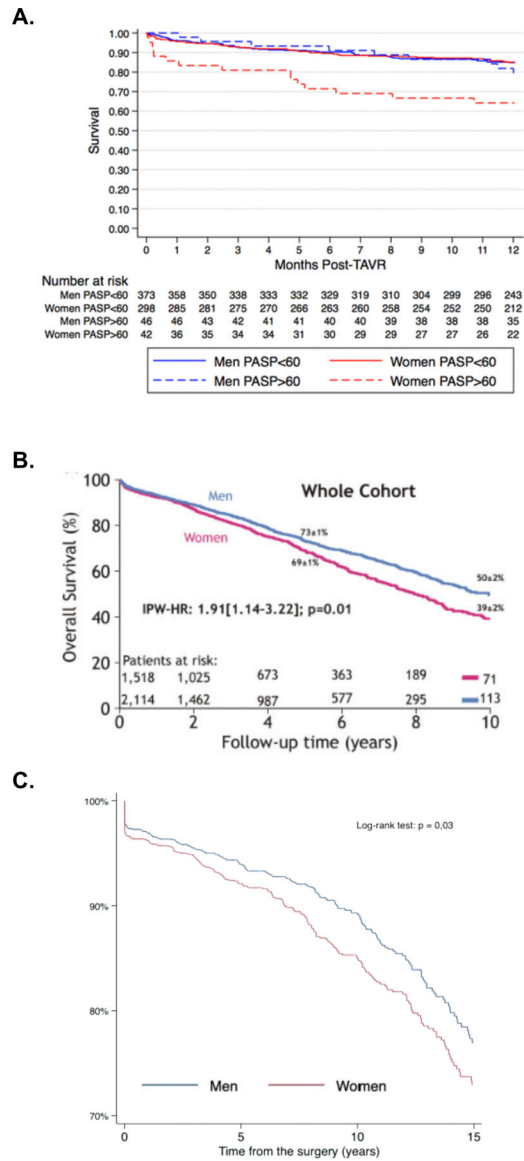 A.
Survival
1.00
0.90
0.80
0.70
0.60
0.50
0.40
0.30
0.20
0.10
0.00
0 1 2 3 4 5 6 7 8 9 10 11 12
Months Post-TAVR
Number at risk
Men PASP<60 373 358 350 338 333 332 329 319 310 304 299 296 243
Women PASP<60 298 285 281 275 270 266 263 260 258 254 252 250 212
Men PASP>60 46 46 43 42 41 41 40 40 39 38 38 38 35
Women PASP>60 42 36 35 34 34 31 30 29 29 27 27 26 22
Men PASP<60 Women PASP<60
Men PASP>60 Women PASP>60
B.
Overall Survival (%)
100
80
60
40
20
0
Whole Cohort
Men
Women
73±1%
69±1%
50±2%
39±2%
IPW-HR: 1.91[1.14-3.22]; p=0.01
Patients at risk:
1,518 1,025 673 363 189 71
2,114 1,462 987 577 295 113
0 2 4 6 8 10
Follow-up time (years)
C.
100%
90%
80%
70%
Log-rank test: p = 0,03
Men Women
0 5 10 15
Time from the surgery (years)